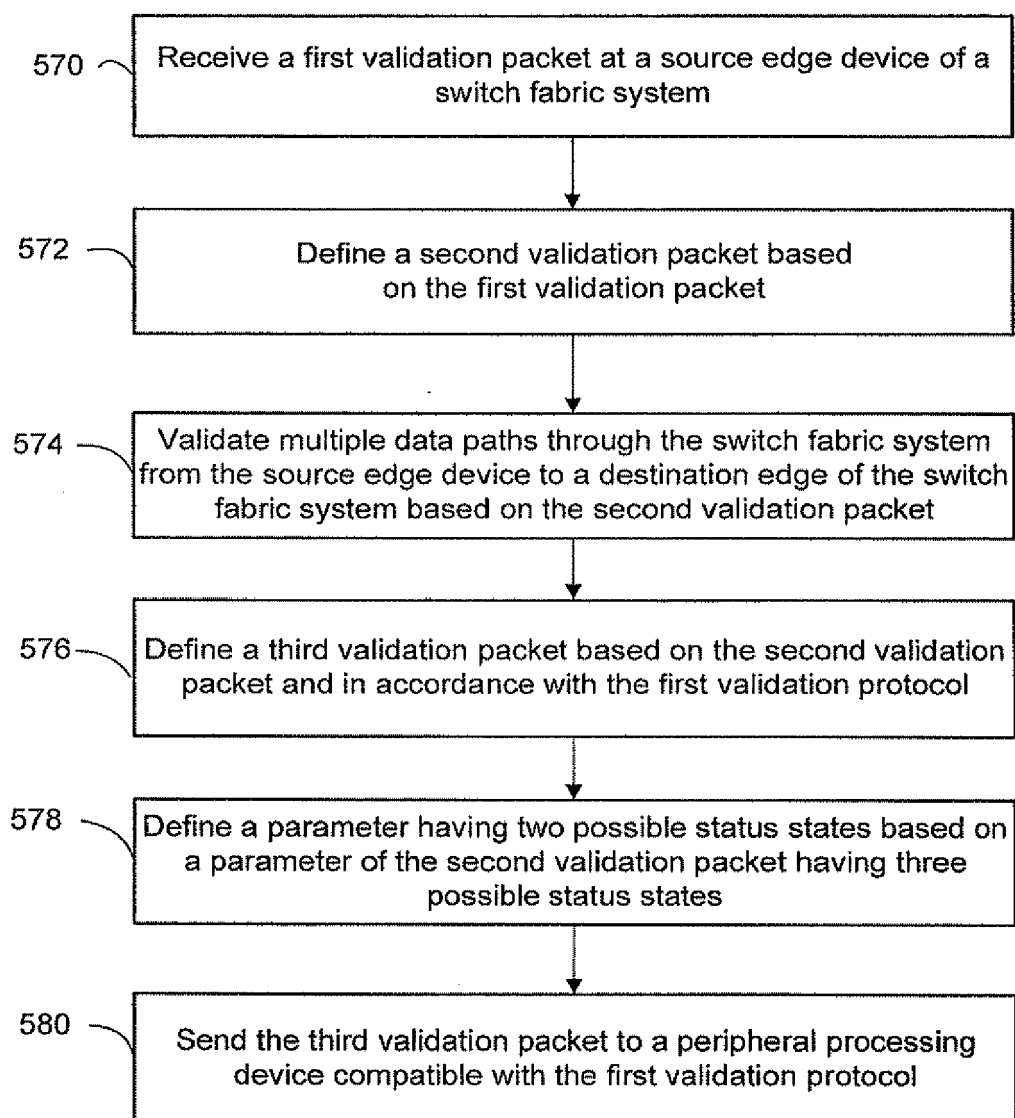 570
Receive a first validation packet at a source edge device of a
switch fabric system
572
Define a second validation packet based
on the first validation packet
574
Validate multiple data paths through the switch fabric system
from the source edge device to a destination edge of the switch
fabric system based on the second validation packet
576
Define a third validation packet based on the second validation
packet and in accordance with the first validation protocol
578
Define a parameter having two possible status states based on
a parameter of the second validation packet having three
possible status states
580
Send the third validation packet to a peripheral processing
device compatible with the first validation protocol